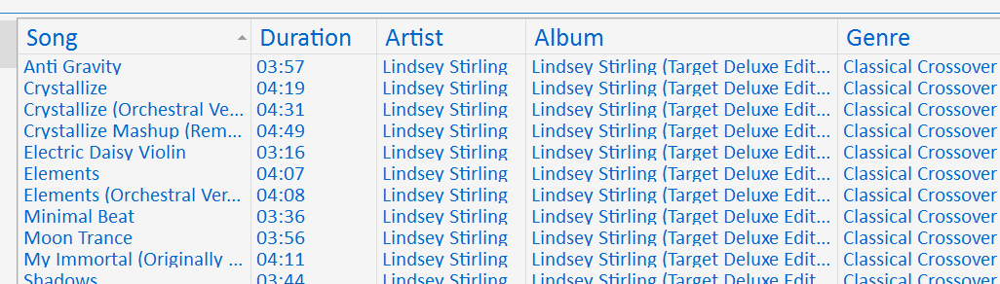 Song Duration Artist Album Genre
Anti Gravity 03:57 Lindsey Stirling Lindsey Stirling (Target Deluxe Edit... Classical Crossover
Crystallize 04:19 Lindsey Stirling Lindsey Stirling (Target Deluxe Edit... Classical Crossover
Crystallize (Orchestral Ve... 04:31 Lindsey Stirling Lindsey Stirling (Target Deluxe Edit... Classical Crossover
Crystallize Mashup (Rem... 04:49 Lindsey Stirling Lindsey Stirling (Target Deluxe Edit... Classical Crossover
Electric Daisy Violin 03:16 Lindsey Stirling Lindsey Stirling (Target Deluxe Edit... Classical Crossover
Elements 04:07 Lindsey Stirling Lindsey Stirling (Target Deluxe Edit... Classical Crossover
Elements (Orchestral Ver... 04:08 Lindsey Stirling Lindsey Stirling (Target Deluxe Edit... Classical Crossover
Minimal Beat 03:36 Lindsey Stirling Lindsey Stirling (Target Deluxe Edit... Classical Crossover
Moon Trance 03:56 Lindsey Stirling Lindsey Stirling (Target Deluxe Edit... Classical Crossover
My Immortal (Originally ... 04:11 Lindsey Stirling Lindsey Stirling (Target Deluxe Edit... Classical Crossover
Shadows 03:44 Lindsey Stirling Lindsey Stirling (Target Deluxe Edit... Classical Crossover